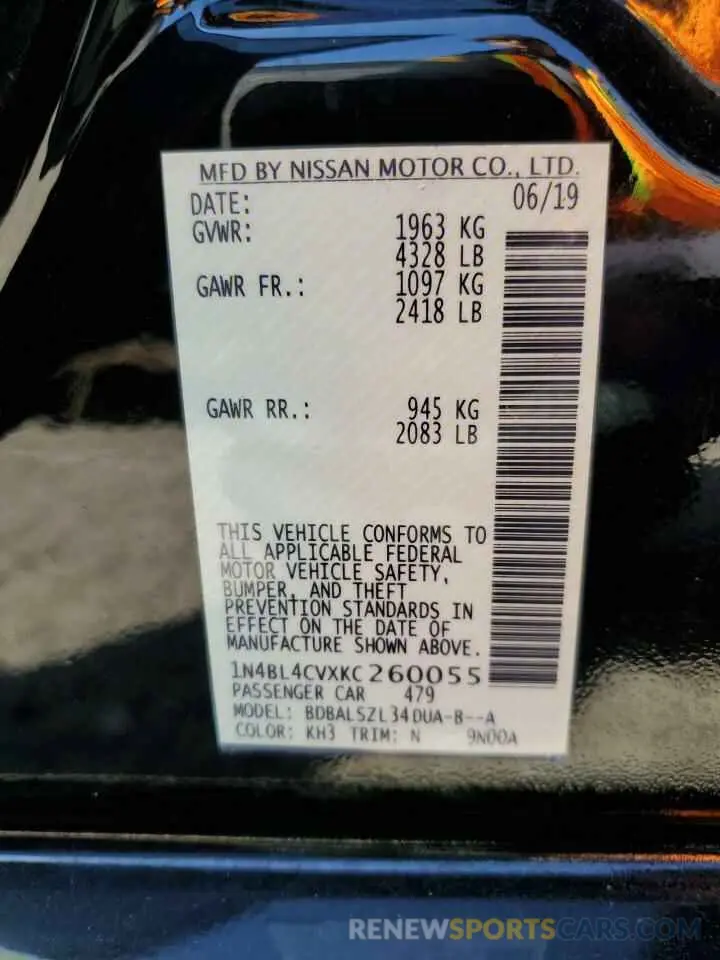 MFD BY NISSAN MOTOR CO., LTD.
DATE: 06/19
GVWR: 1963 KG
4328 LB
GAWR FR.: 1097 KG
2418 LB
GAWR RR.: 945 KG
2083 LB
THIS VEHICLE CONFORMS TO
ALL APPLICABLE FEDERAL
MOTOR VEHICLE SAFETY,
BUMPER, AND THEFT
PREVENTION STANDARDS IN
EFFECT ON THE DATE OF
MANUFACTURE SHOWN ABOVE.
1N4BL4CVXKC260055
PASSENGER CAR 479
MODEL: BDBALSZL34DUA-B--A
COLOR: KH3 TRIM: N 9N00A
RENEWSPORTSCARS.COM